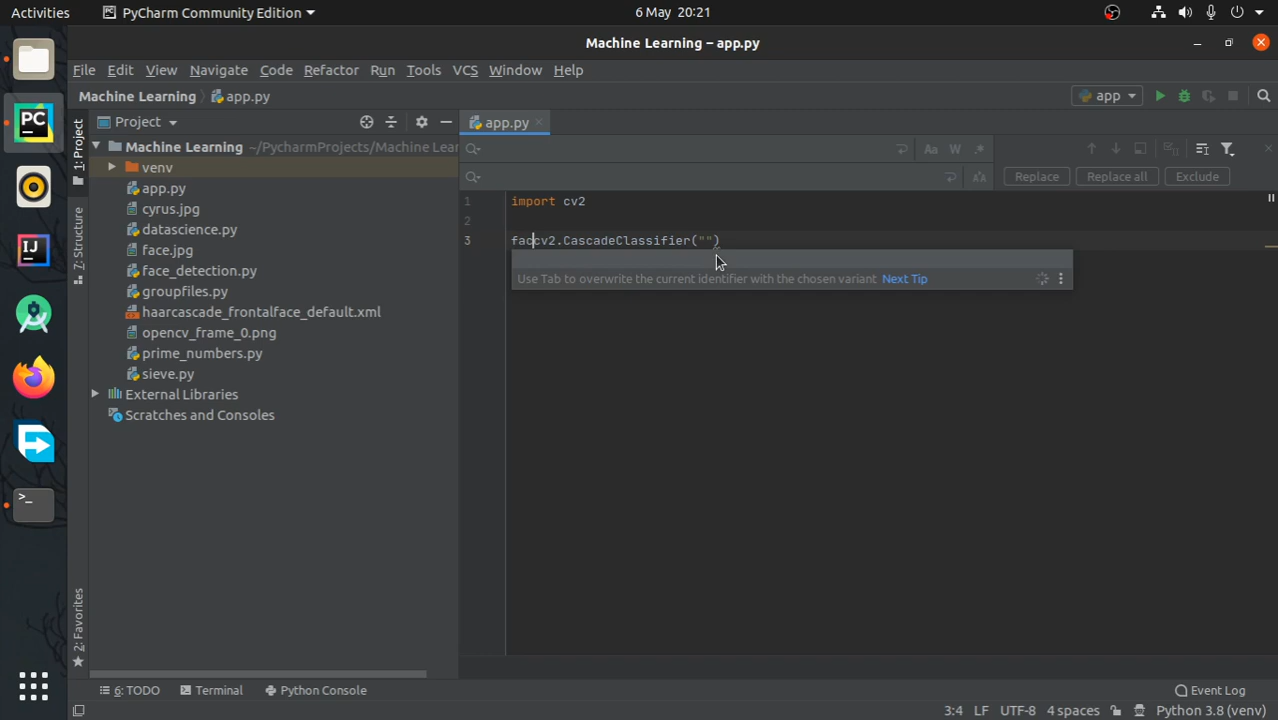 Activities
PyCharm Community Edition
6 May 20:21
Machine Learning – app.py
File Edit View Navigate Code Refactor Run Tools VCS Window Help
Machine Learning app.py
app
1: Project
7: Structure
2: Favorites
Project
Machine Learning ~/PycharmProjects/Machine Lear
venv
app.py
cyrus.jpg
datascience.py
face.jpg
face_detection.py
groupfiles.py
haarcascade_frontalface_default.xml
opencv_frame_0.png
prime_numbers.py
sieve.py
External Libraries
Scratches and Consoles
app.py
Aa W .*
Replace Replace all Exclude
1 import cv2
2
3 faccv2.CascadeClassifier("")
Use Tab to overwrite the current identifier with the chosen variant Next Tip
6: TODO Terminal Python Console Event Log
3:4 LF UTF-8 4 spaces Python 3.8 (venv)